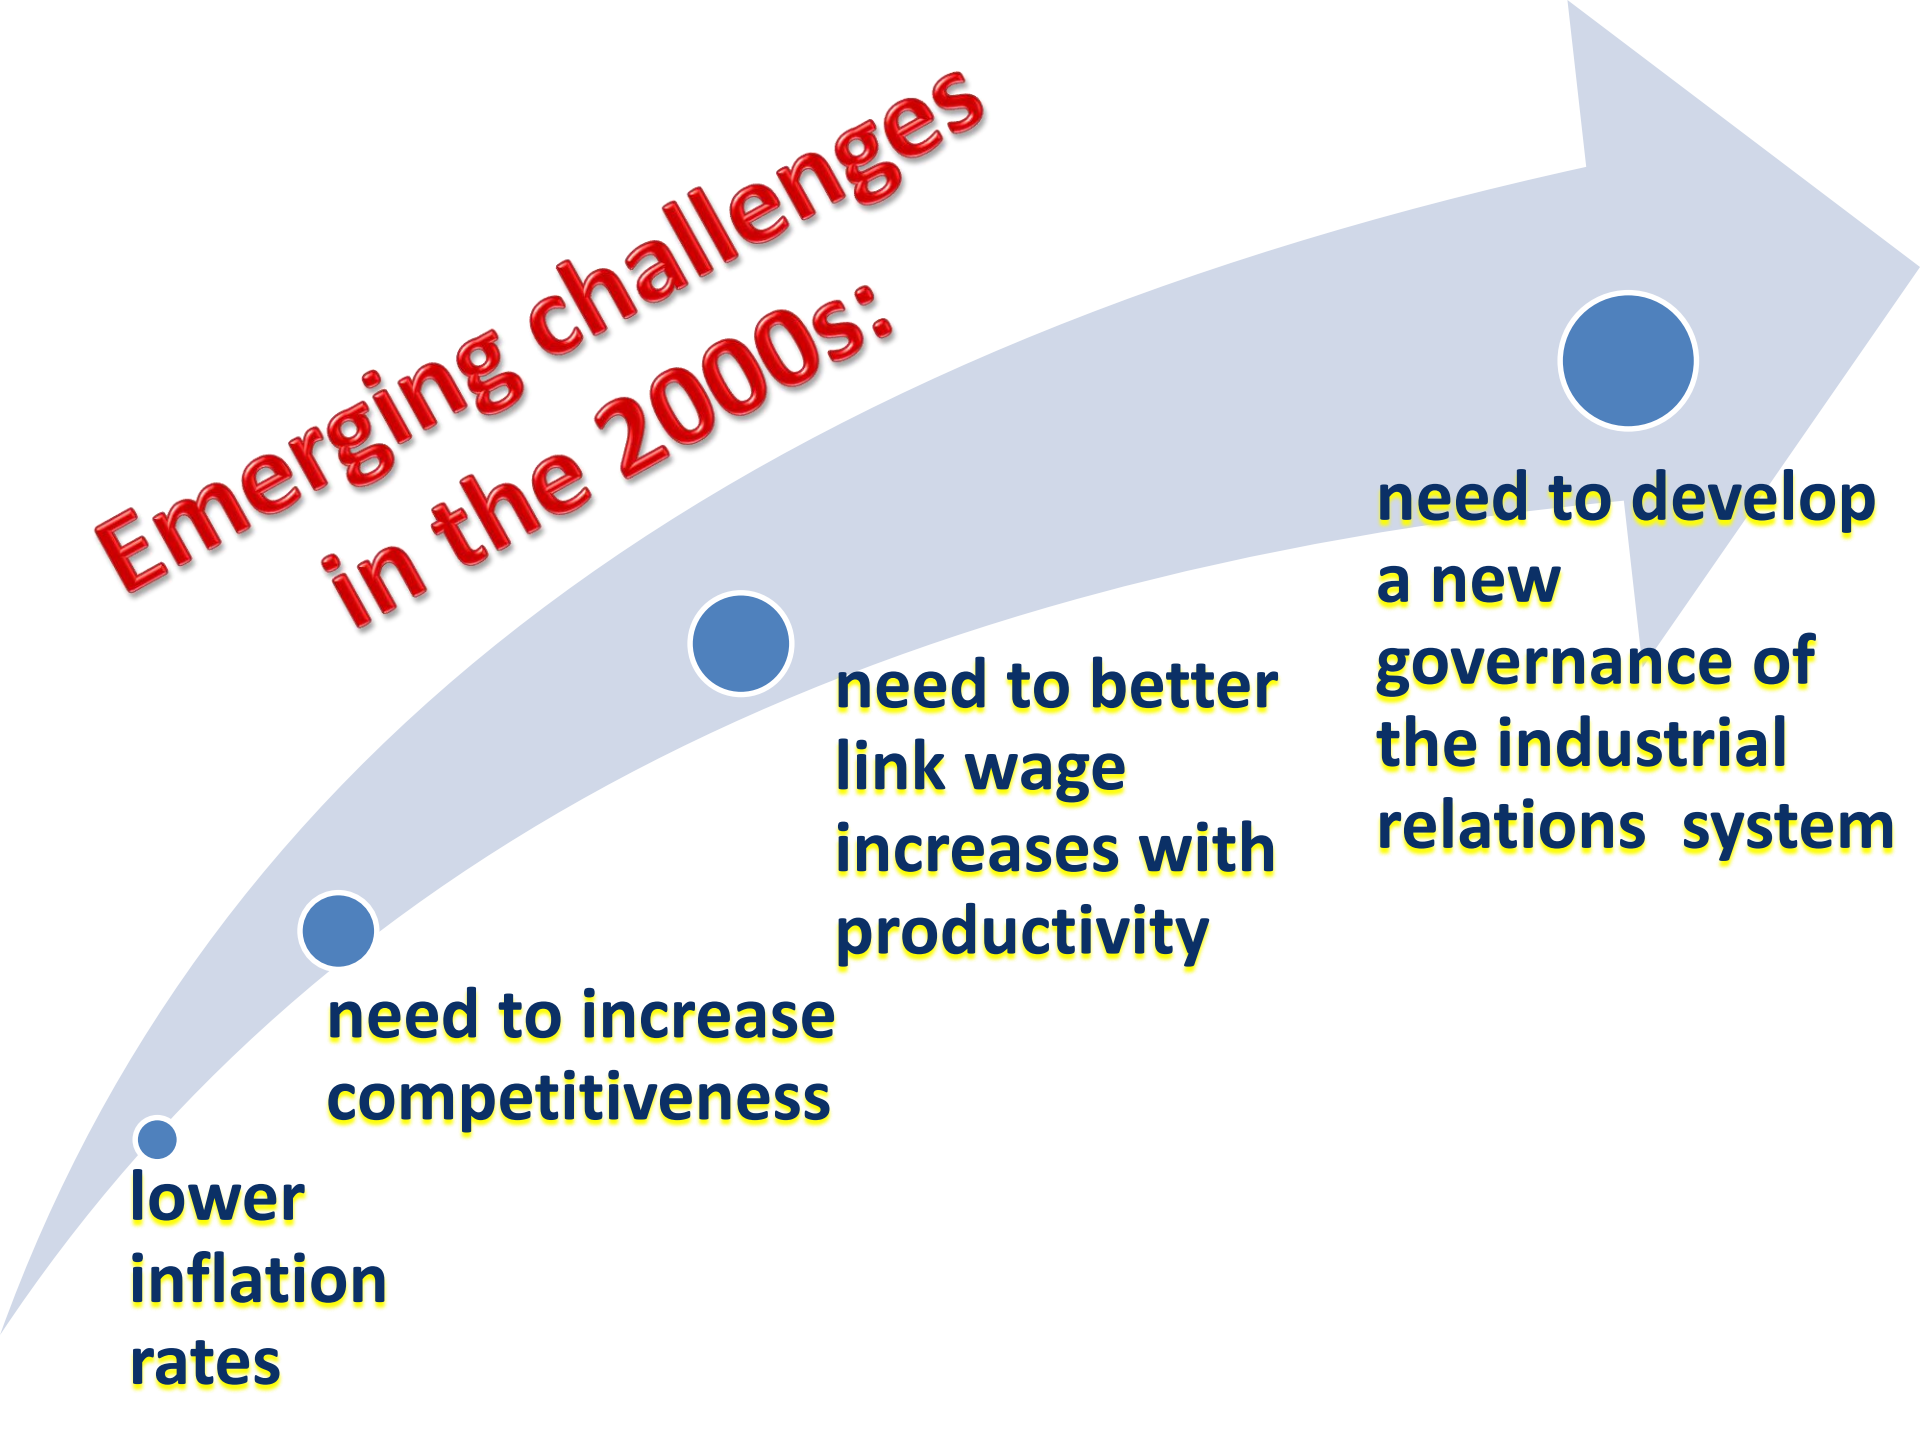 Emerging challenges
in the 2000s:
lower
inflation
rates
need to increase
competitiveness
need to better
link wage
increases with
productivity
need to develop
a new
governance of
the industrial
relations  system